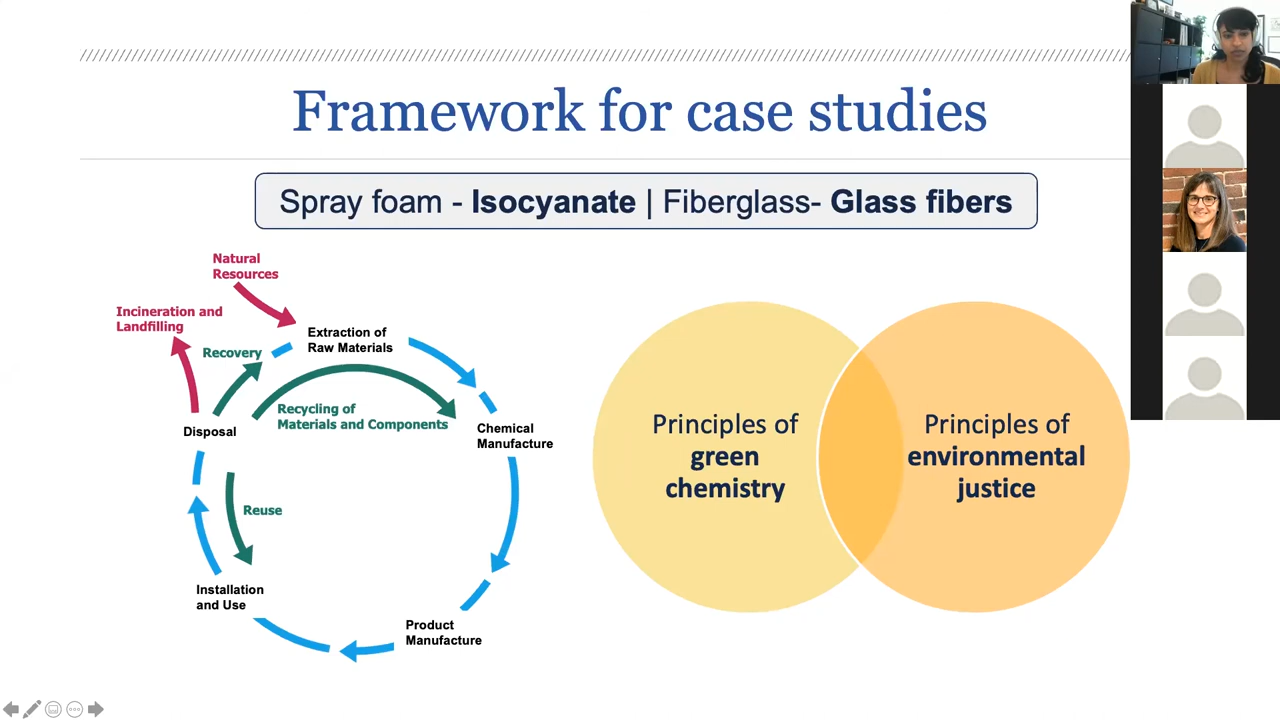 Framework for case studies
Spray foam - Isocyanate | Fiberglass- Glass fibers
Natural
Resources
Incineration and
Landfilling
Extraction of
Raw Materials
Recovery
Recycling of
Materials and Components
Disposal
Chemical
Manufacture
Reuse
Installation
and Use
Product
Manufacture
Principles of
green
chemistry
Principles of
environmental
justice